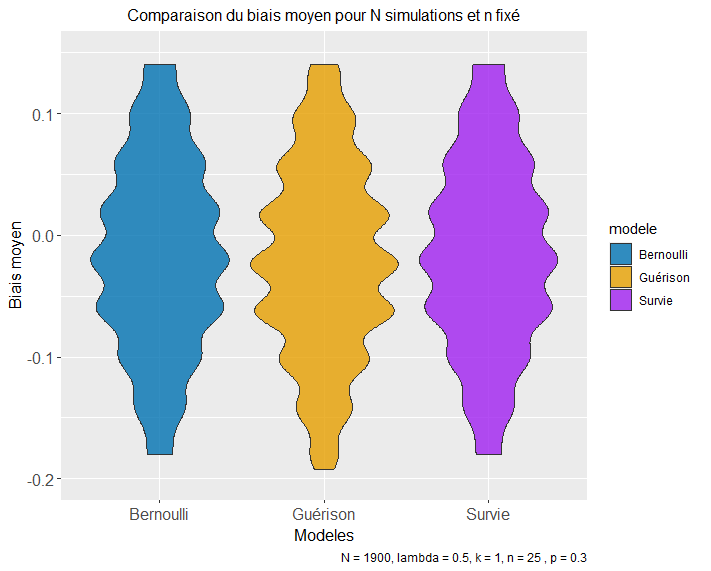 Comparaison du biais moyen pour N simulations et n fixé
Biais moyen
0.1
0.0
-0.1
-0.2
Bernoulli
Guérison
Survie
Modeles
modele
Bernoulli
Guérison
Survie
N = 1900, lambda = 0.5, k = 1, n = 25 , p = 0.3